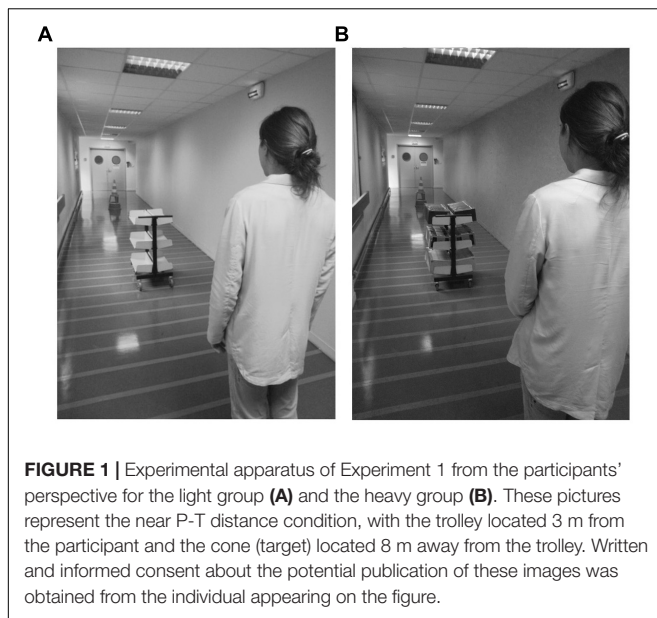 A
B
FIGURE 1 | Experimental apparatus of Experiment 1 from the participants’
perspective for the light group (A) and the heavy group (B). These pictures
represent the near P-T distance condition, with the trolley located 3 m from
the participant and the cone (target) located 8 m away from the trolley. Written
and informed consent about the potential publication of these images was
obtained from the individual appearing on the figure.